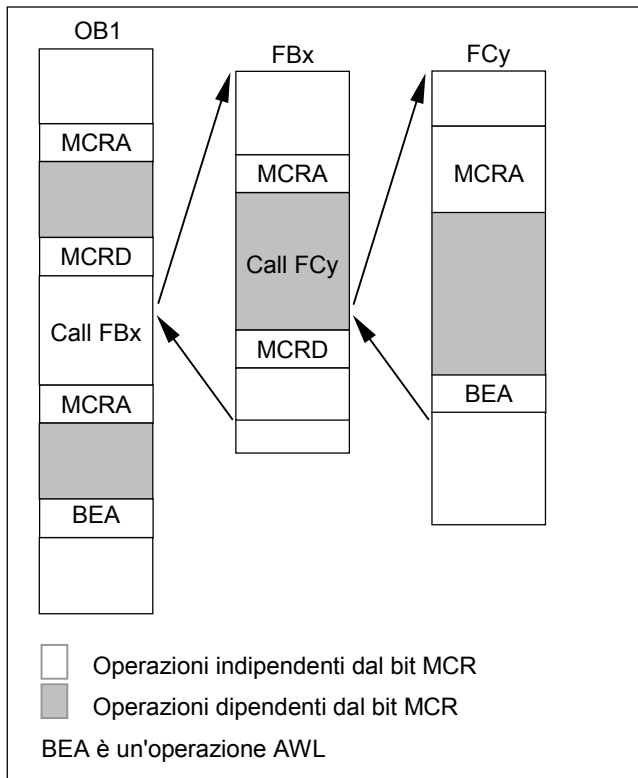 OB1
MCRA
MCRD
Call FBx
MCRA
BEA
FBx
MCRA
Call FCy
MCRD
FCy
MCRA
BEA
Operazioni indipendenti dal bit MCR
Operazioni dipendenti dal bit MCR
BEA è un'operazione AWL